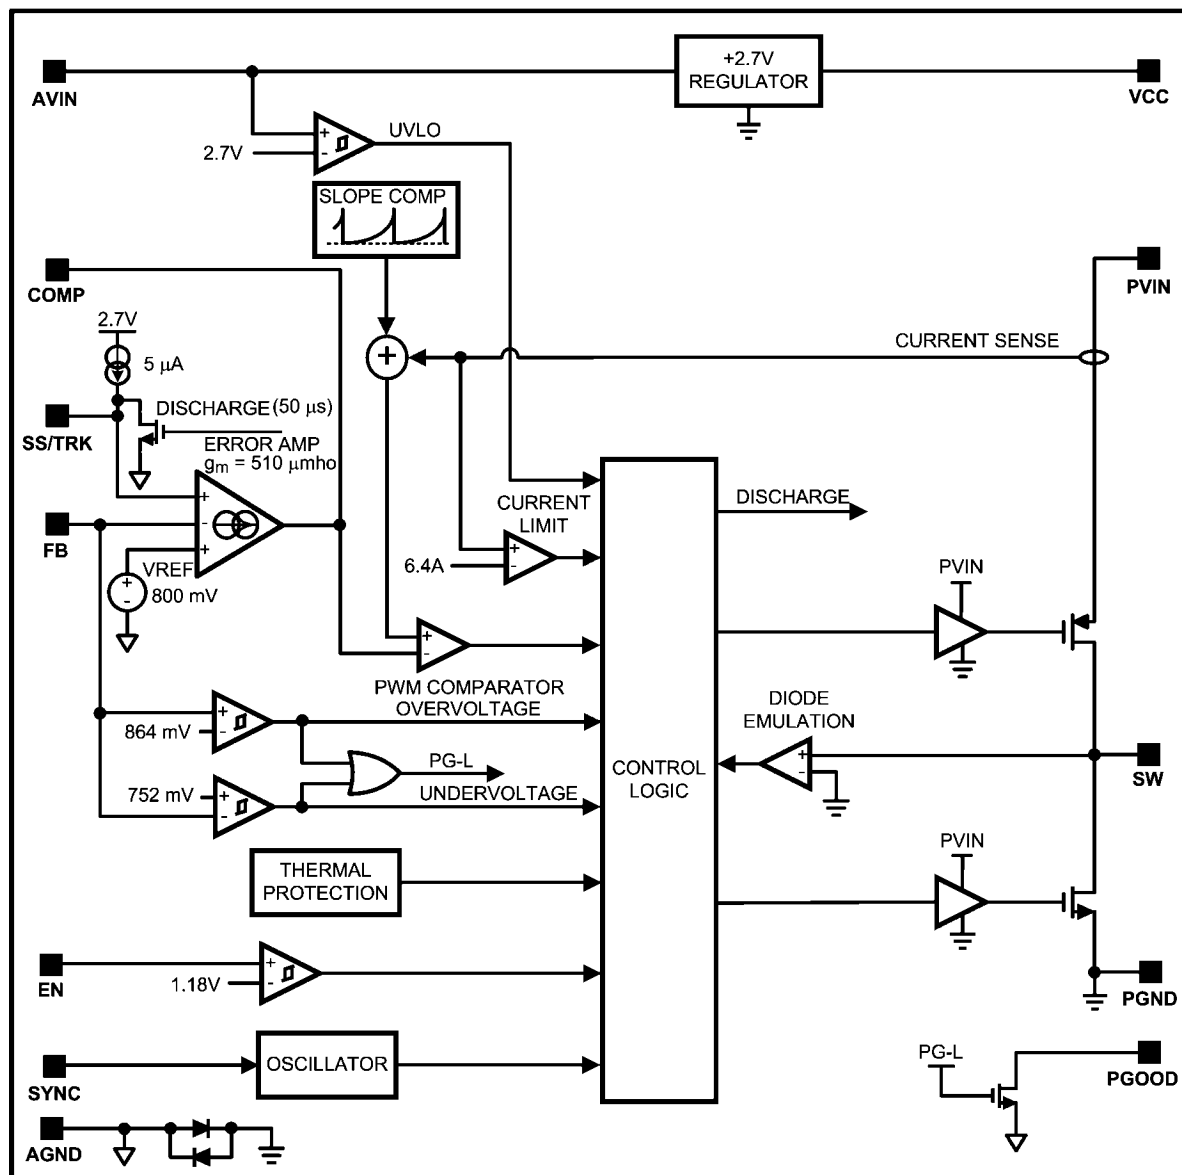 +2.7V
REGULATOR
AVIN
VCC
UVLO
+
2.7V
-
SLOPE COMP
COMP
PVIN
2.7V
CURRENT SENSE
+
5 μA
DISCHARGE (50 μs)
SS/TRK
ERROR AMP
gm = 510 μmho
+
-
+
FB
CURRENT
LIMIT
DISCHARGE
+
6.4A
-
VREF
800 mV
+
-
PVIN
+
-
PWM COMPARATOR
OVERVOLTAGE
+
864 mV
-
DIODE
EMULATION
+
-
PG-L
CONTROL
LOGIC
SW
752 mV
+
-
UNDERVOLTAGE
THERMAL
PROTECTION
PVIN
EN
+
1.18V
-
PGND
OSCILLATOR
SYNC
PG-L
PGOOD
AGND